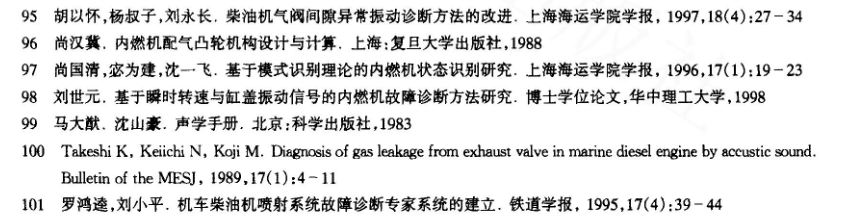 95 胡以怀,杨叔子,刘永长. 柴油机气阀间隙异常振动诊断方法的改进. 上海海运学院学报, 1997,18(4):27-34
96 尚汉冀. 内燃机配气凸轮机构设计与计算. 上海:复旦大学出版社,1988
97 尚国清,宓为建,沈一飞. 基于模式识别理论的内燃机状态识别研究. 上海海运学院学报, 1996,17(1):19-23
98 刘世元. 基于瞬时转速与缸盖振动信号的内燃机故障诊断方法研究. 博士学位论文,华中理工大学,1998
99 马大猷. 沈山豪. 声学手册. 北京:科学出版社,1983
100 Takeshi K, Keiichi N, Koji M. Diagnosis of gas leakage from exhaust valve in marine diesel engine by accustic sound.
Bulletin of the MESJ, 1989,17(1):4-11
101 罗鸿逵,刘小平. 机车柴油机喷射系统故障诊断专家系统的建立. 铁道学报, 1995,17(4):39-44